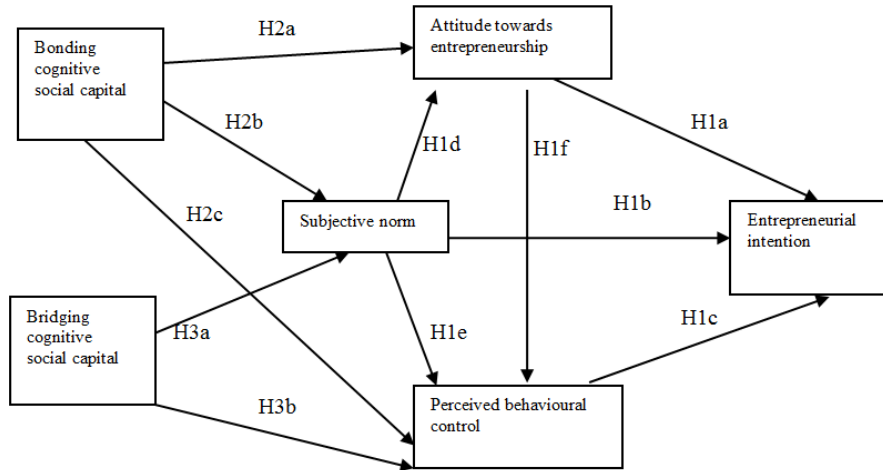 H2a
Attitude towards
entrepreneurship
Bonding
cognitive
social capital
H2b
H1d
H1f
H1a
H2c
Subjective norm
H1b
Entrepreneurial
intention
Bridging
cognitive
social capital
H3a
H1e
H1c
H3b
Perceived behavioural
control